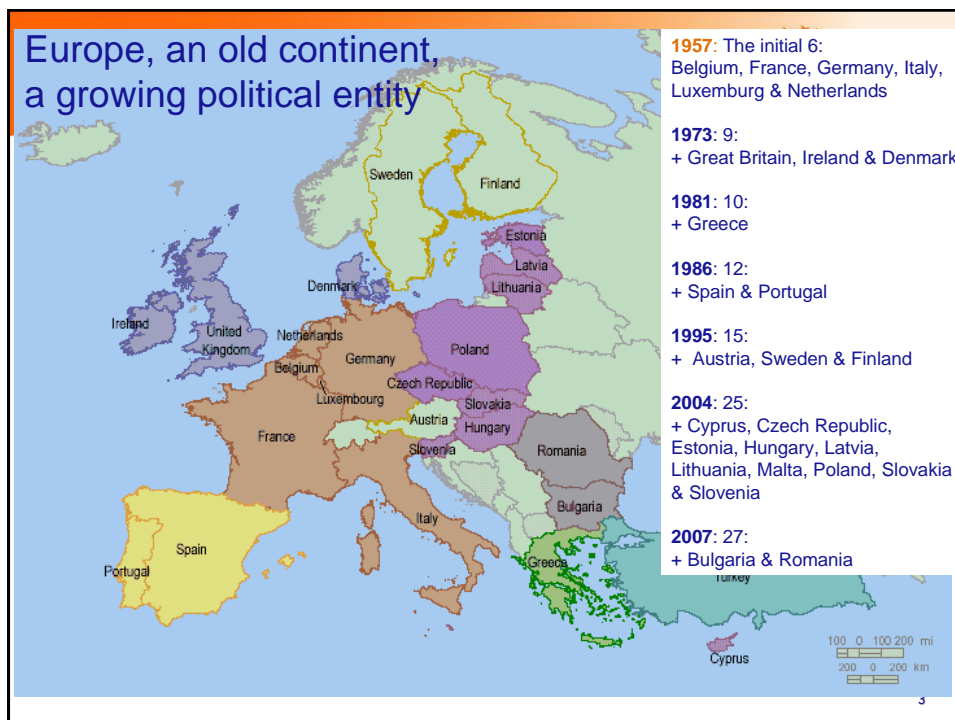 Europe, an old continent,
a growing political entity
1957: The initial 6:
Belgium, France, Germany, Italy,
Luxemburg & Netherlands
1973: 9:
+ Great Britain, Ireland & Denmark
1981: 10:
+ Greece
1986: 12:
+ Spain & Portugal
1995: 15:
+ Austria, Sweden & Finland
2004: 25:
+ Cyprus, Czech Republic,
Estonia, Hungary, Latvia,
Lithuania, Malta, Poland, Slovakia
& Slovenia
2007: 27:
+ Bulgaria & Romania
Sweden
Finland
Estonia
Latvia
Lithuania
Denmark
Ireland
United
Kingdom
Netherlands
Belgium
Germany
Poland
Luxembourg
Czech Republic
Slovakia
Austria
Hungary
France
Slovenia
Romania
Bulgaria
Italy
Spain
Portugal
Greece
Turkey
Cyprus
100 0 100 200 mi
200 0 200 km
3